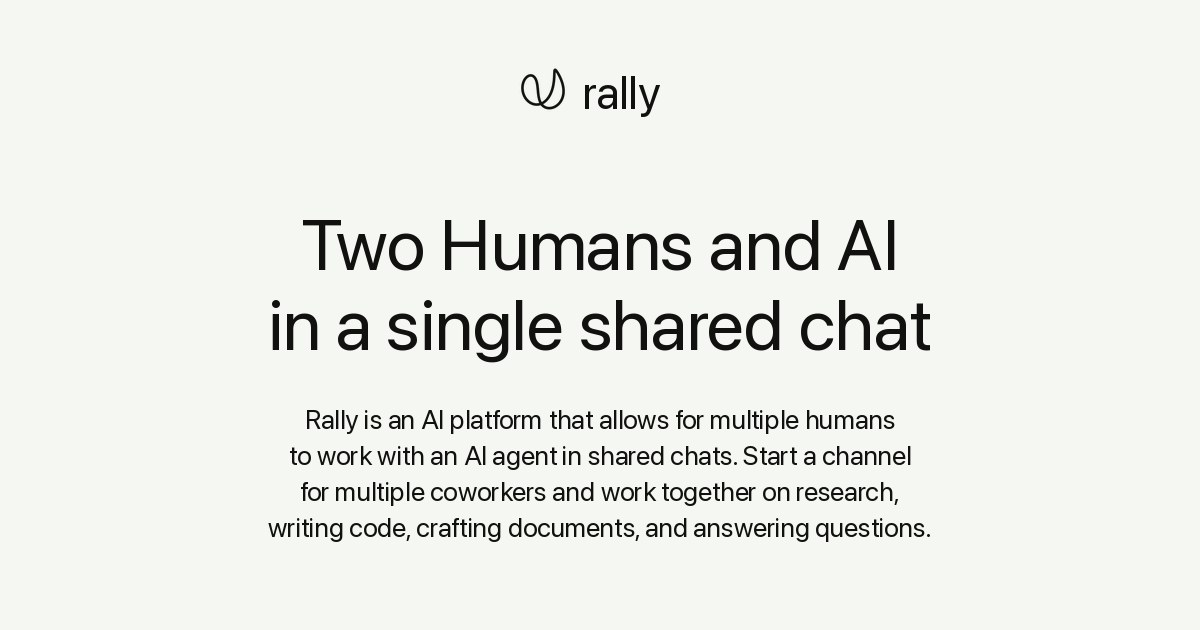 rally
Two Humans and AI
in a single shared chat
Rally is an AI platform that allows for multiple humans
to work with an AI agent in shared chats. Start a channel
for multiple coworkers and work together on research,
writing code, crafting documents, and answering questions.